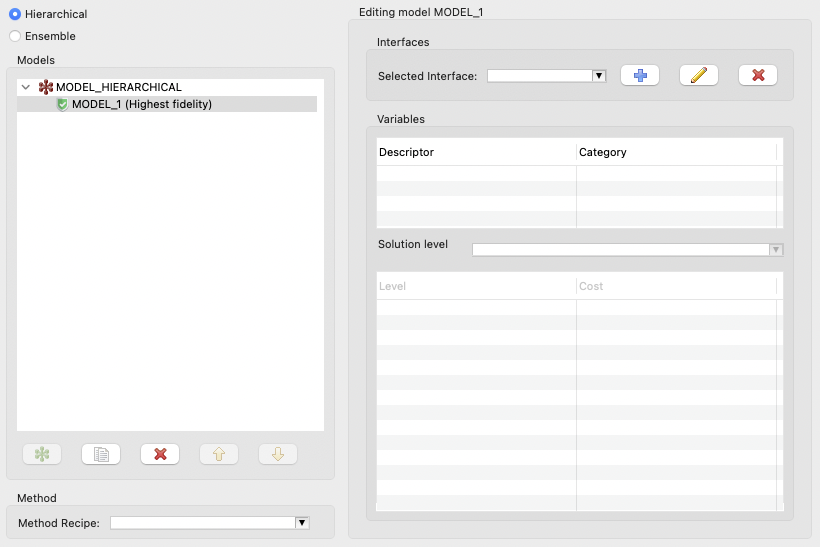 Hierarchical
Ensemble
Models
MODEL_HIERARCHICAL
MODEL_1 (Highest fidelity)
Method
Method Recipe:
Editing model MODEL_1
Interfaces
Selected Interface:
Variables
Descriptor Category
Solution level
Level Cost